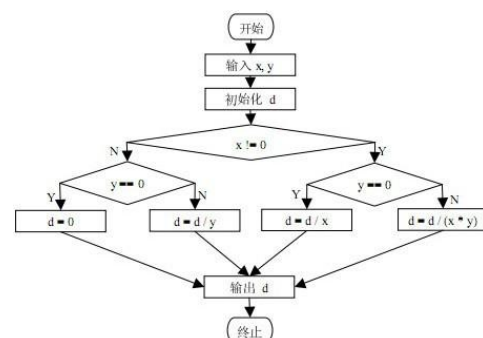 开始
输入 x, y
初始化 d
x != 0
N
Y
y == 0
y == 0
Y
N
Y
N
d = 0
d = d / y
d = d / x
d = d / (x * y)
输出 d
终止